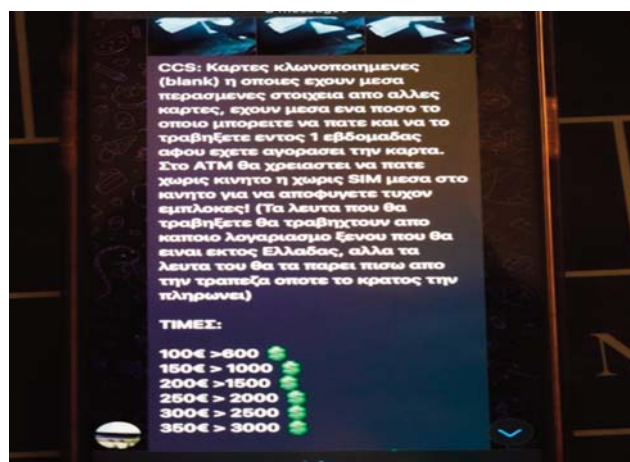 CCS: Καρτες κλωνοποιημενες
(blank) η οποιες εχουν μεσα
περασμενες στοιχεια απο αλλες
καρτες, εχουν μεσα ενα ποσο το
οποιο μπορειτε να πατε και να το
τραβηξετε εντος 1 εβδομαδας
αφου εχετε αγορασει την καρτα.
Στο ΑΤΜ θα χρειαστει να πατε
χωρις κινητο η χωρις SIM μεσα στο
κινητο για να αποφυγετε τυχον
εμπλοκες! (Τα λευτα που θα
τραβηξετε θα τραβηχτουν απο
καποιο λογαριασμο ξενου που θα
ειναι εκτος Ελλαδας, αλλα τα
λευτα του θα τα παρει πισω απο
την τραπεζα οποτε το κρατος την
πληρωνει)
ΤΙΜΕΣ:
100€ >600
150€ > 1000
200€ >1500
250€ > 2000
300€ > 2500
350€ > 3000
N